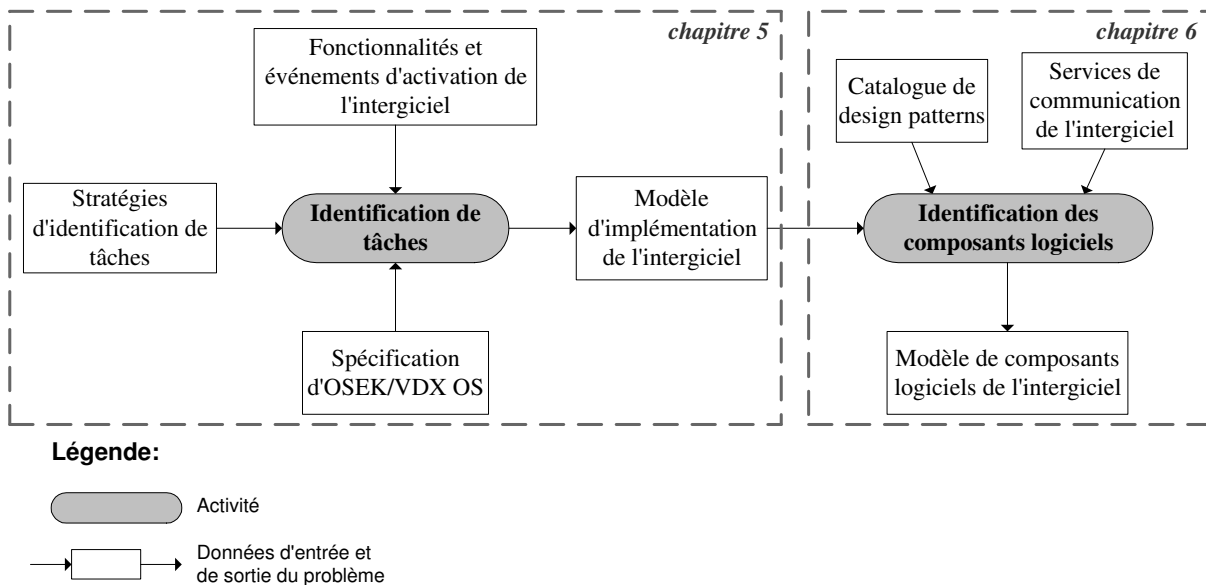 chapitre 5
Fonctionnalités et
événements d'activation de
l'intergiciel
Stratégies
d'identification de
tâches
Identification de
tâches
Modèle
d'implémentation
de l'intergiciel
Spécification
d'OSEK/VDX OS
chapitre 6
Catalogue de
design patterns
Services de
communication
de l'intergiciel
Identification des
composants logiciels
Modèle de composants
logiciels de l'intergiciel
Légende:
Activité
Données d'entrée et
de sortie du problème